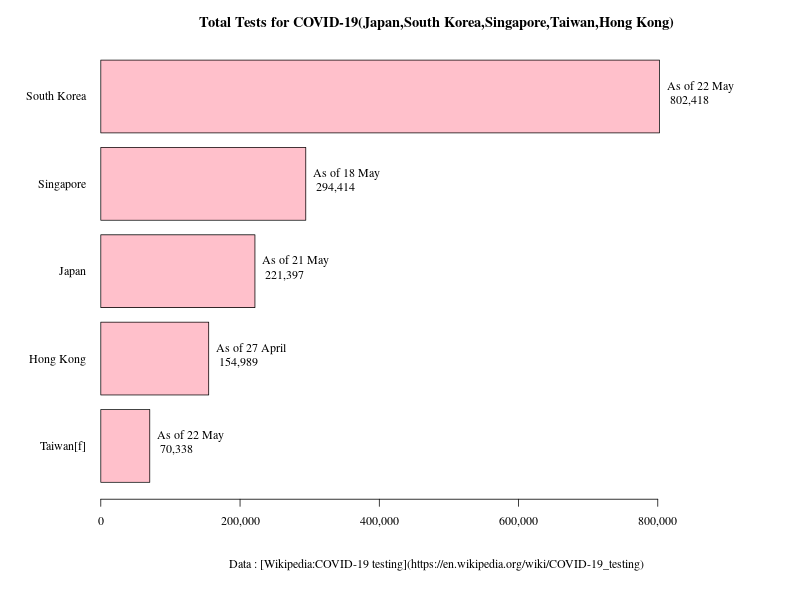 Total Tests for COVID-19(Japan,South Korea,Singapore,Taiwan,Hong Kong)
South Korea
As of 22 May
802,418
Singapore
As of 18 May
294,414
Japan
As of 21 May
221,397
Hong Kong
As of 27 April
154,989
Taiwan[f]
As of 22 May
70,338
0 200,000 400,000 600,000 800,000
Data : [Wikipedia:COVID-19 testing](https://en.wikipedia.org/wiki/COVID-19_testing)